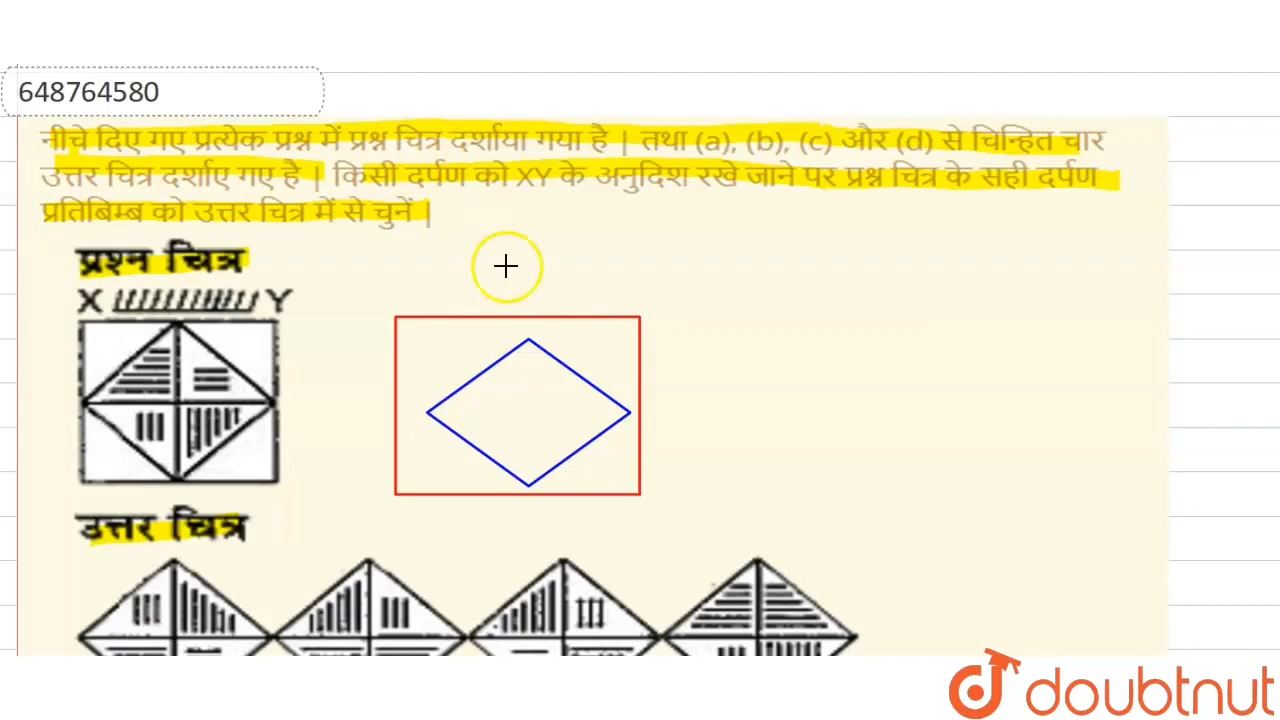 648764580
नीचे दिए गए प्रत्येक प्रश्न में प्रश्न चित्र दर्शाया गया है | तथा (a), (b), (c) और (d) से चिन्हित चार
उत्तर चित्र दर्शाए गए है | किसी दर्पण को XY के अनुदिश रखे जाने पर प्रश्न चित्र के सही दर्पण
प्रतिबिम्ब को उत्तर चित्र में से चुनें |
प्रश्न चित्र
X Y
उत्तर चित्र
doubtnut